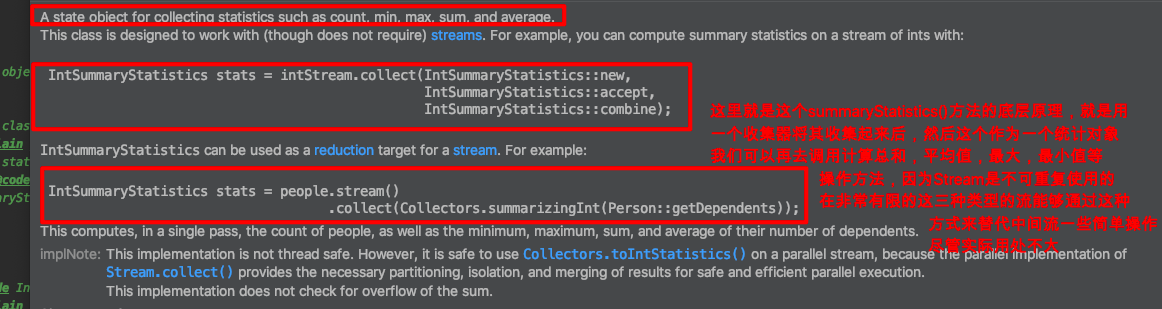 A state object for collecting statistics such as count, min, max, sum, and average.
This class is designed to work with (though does not require) streams. For example, you can compute summary statistics on a stream of ints with:
obje
IntSummaryStatistics stats = intStream.collect(IntSummaryStatistics::new,
IntSummaryStatistics::accept,
IntSummaryStatistics::combine);
这里就是这个summaryStatistics()方法的底层原理，就是用
一个收集器将其收集起来后，然后这个作为一个统计对象
我们可以再去调用计算总和，平均值，最大，最小值等
操作方法，因为Stream是不可重复使用的
在非常有限的这三种类型的流能够通过这种
方式来替代中间流一些简单操作
尽管实际用处不大
clas
lain
stat
@code
arySt
IntSummaryStatistics can be used as a reduction target for a stream. For example:
IntSummaryStatistics stats = people.stream()
.collect(Collectors.summarizingInt(Person::getDependents));
This computes, in a single pass, the count of people, as well as the minimum, maximum, sum, and average of their number of dependents.
implNote: This implementation is not thread safe. However, it is safe to use Collectors.toIntStatistics() on a parallel stream, because the parallel implementation of
Stream.collect() provides the necessary partitioning, isolation, and merging of results for safe and efficient parallel execution.
This implementation does not check for overflow of the sum.
de In
lain